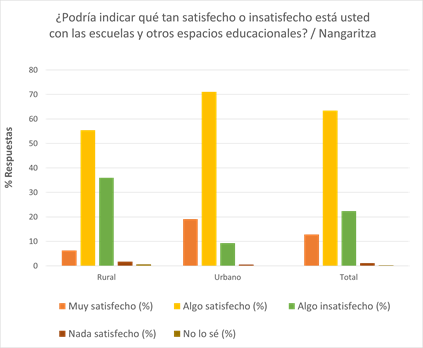 ¿Podría indicar qué tan satisfecho o insatisfecho está usted
con las escuelas y otros espacios educacionales? / Nangaritza
% Respuestas
80
70
60
50
40
30
20
10
0
Rural Urbano Total
Muy satisfecho (%) Algo satisfecho (%) Algo insatisfecho (%)
Nada satisfecho (%) No lo sé (%)